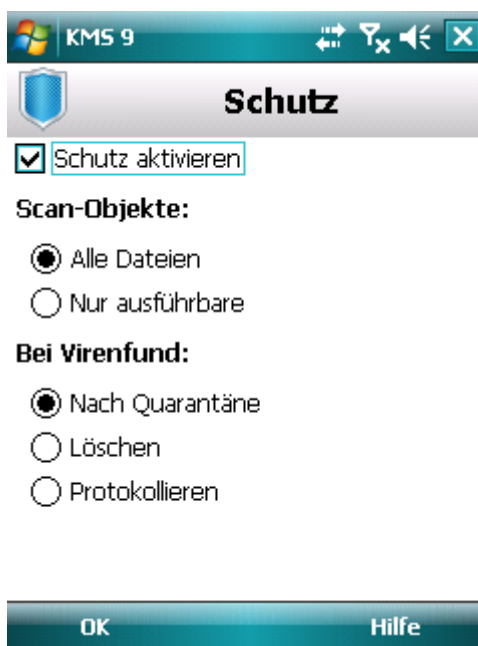 KMS 9
Schutz
Schutz aktivieren
Scan-Objekte:
Alle Dateien
Nur ausführbare
Bei Virenfund:
Nach Quarantäne
Löschen
Protokollieren
OK
Hilfe